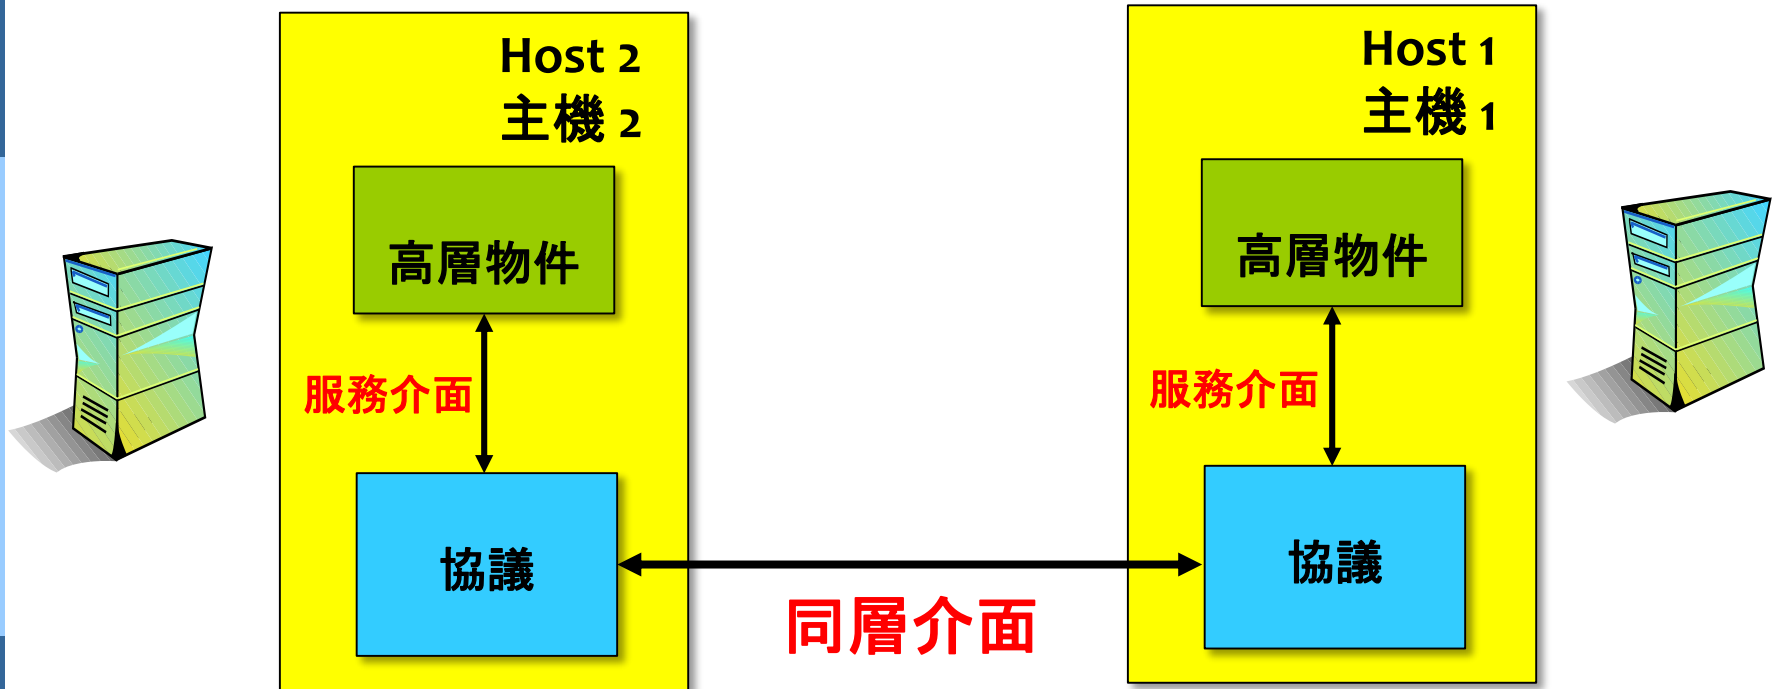 Host 2
主機 2
高層物件
服務介面
協議
同層介面
Host 1
主機 1
高層物件
服務介面
協議